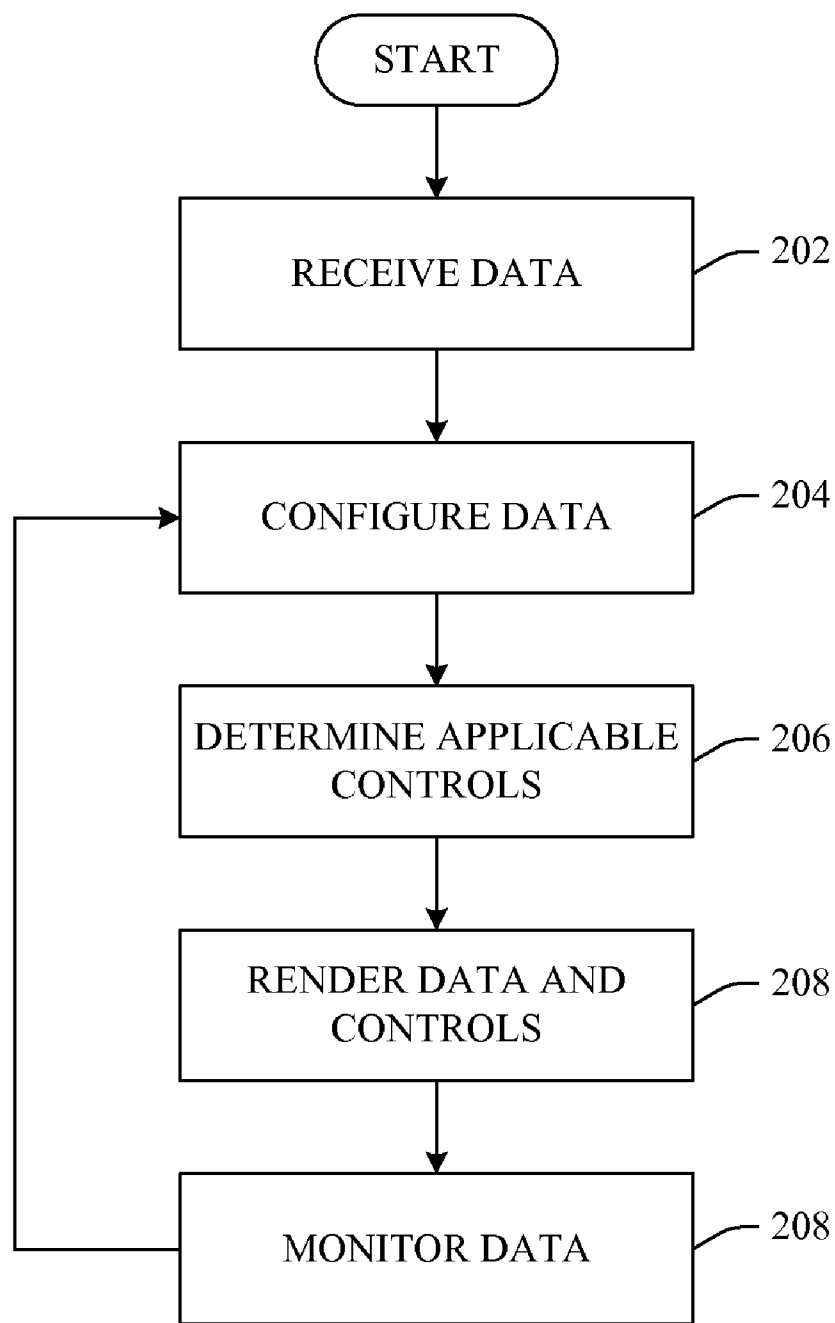 START
RECEIVE DATA
202
CONFIGURE DATA
204
DETERMINE APPLICABLE
CONTROLS
206
RENDER DATA AND
CONTROLS
208
MONITOR DATA
208